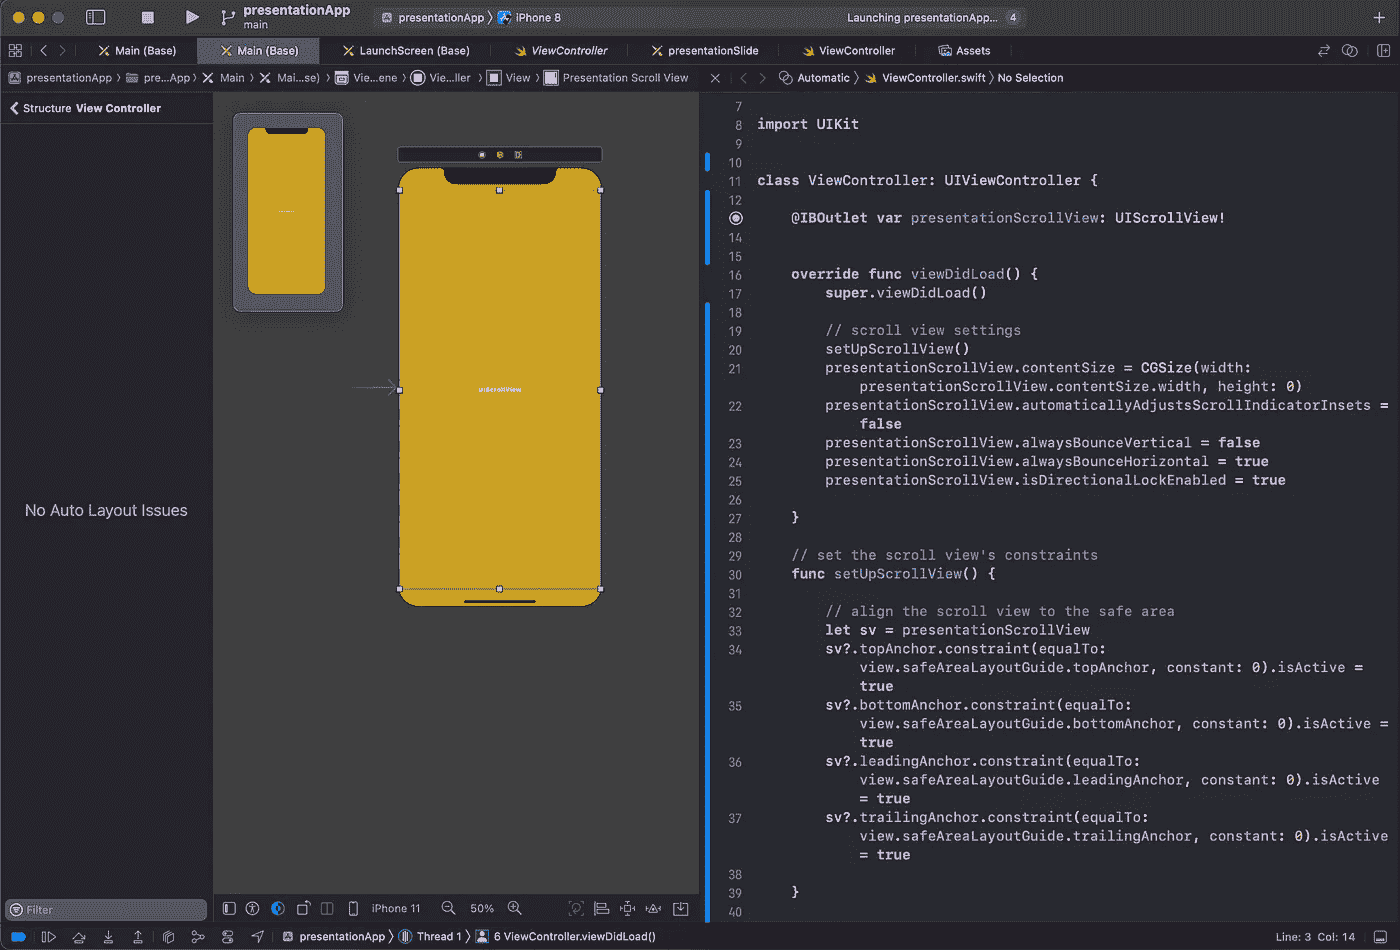 presentationApp
main
presentationApp 〉 iPhone 8
Launching presentationApp... 4
Main (Base)
Main (Base)
LaunchScreen (Base)
ViewController
presentationSlide
ViewController
Assets
presentationApp 〉 pre...App 〉 Main 〉 Mai...se) 〉 Vie...ene 〉 Vie...ller 〉 View 〉 Presentation Scroll View
Automatic 〉 ViewController.swift 〉 No Selection
Structure View Controller
No Auto Layout Issues
Filter
UIScrollView
7
8 import UIKit
9
10
11 class ViewController: UIViewController {
12
@IBOutlet var presentationScrollView: UIScrollView!
14
15
16 override func viewDidLoad() {
17 super.viewDidLoad()
18
19 // scroll view settings
20 setUpScrollView()
21 presentationScrollView.contentSize = CGSize(width:
presentationScrollView.contentSize.width, height: 0)
22 presentationScrollView.automaticallyAdjustsScrollIndicatorInsets =
false
23 presentationScrollView.alwaysBounceVertical = false
24 presentationScrollView.alwaysBounceHorizontal = true
25 presentationScrollView.isDirectionalLockEnabled = true
26
27 }
28
29 // set the scroll view's constraints
30 func setUpScrollView() {
31
32 // align the scroll view to the safe area
33 let sv = presentationScrollView
34 sv?.topAnchor.constraint(equalTo:
view.safeAreaLayoutGuide.topAnchor, constant: 0).isActive =
true
35 sv?.bottomAnchor.constraint(equalTo:
view.safeAreaLayoutGuide.bottomAnchor, constant: 0).isActive =
true
36 sv?.leadingAnchor.constraint(equalTo:
view.safeAreaLayoutGuide.leadingAnchor, constant: 0).isActive
= true
37 sv?.trailingAnchor.constraint(equalTo:
view.safeAreaLayoutGuide.trailingAnchor, constant: 0).isActive
= true
38
39 }
40
iPhone 11
50%
presentationApp 〉 Thread 1 〉 6 ViewController.viewDidLoad()
Line: 3 Col: 14